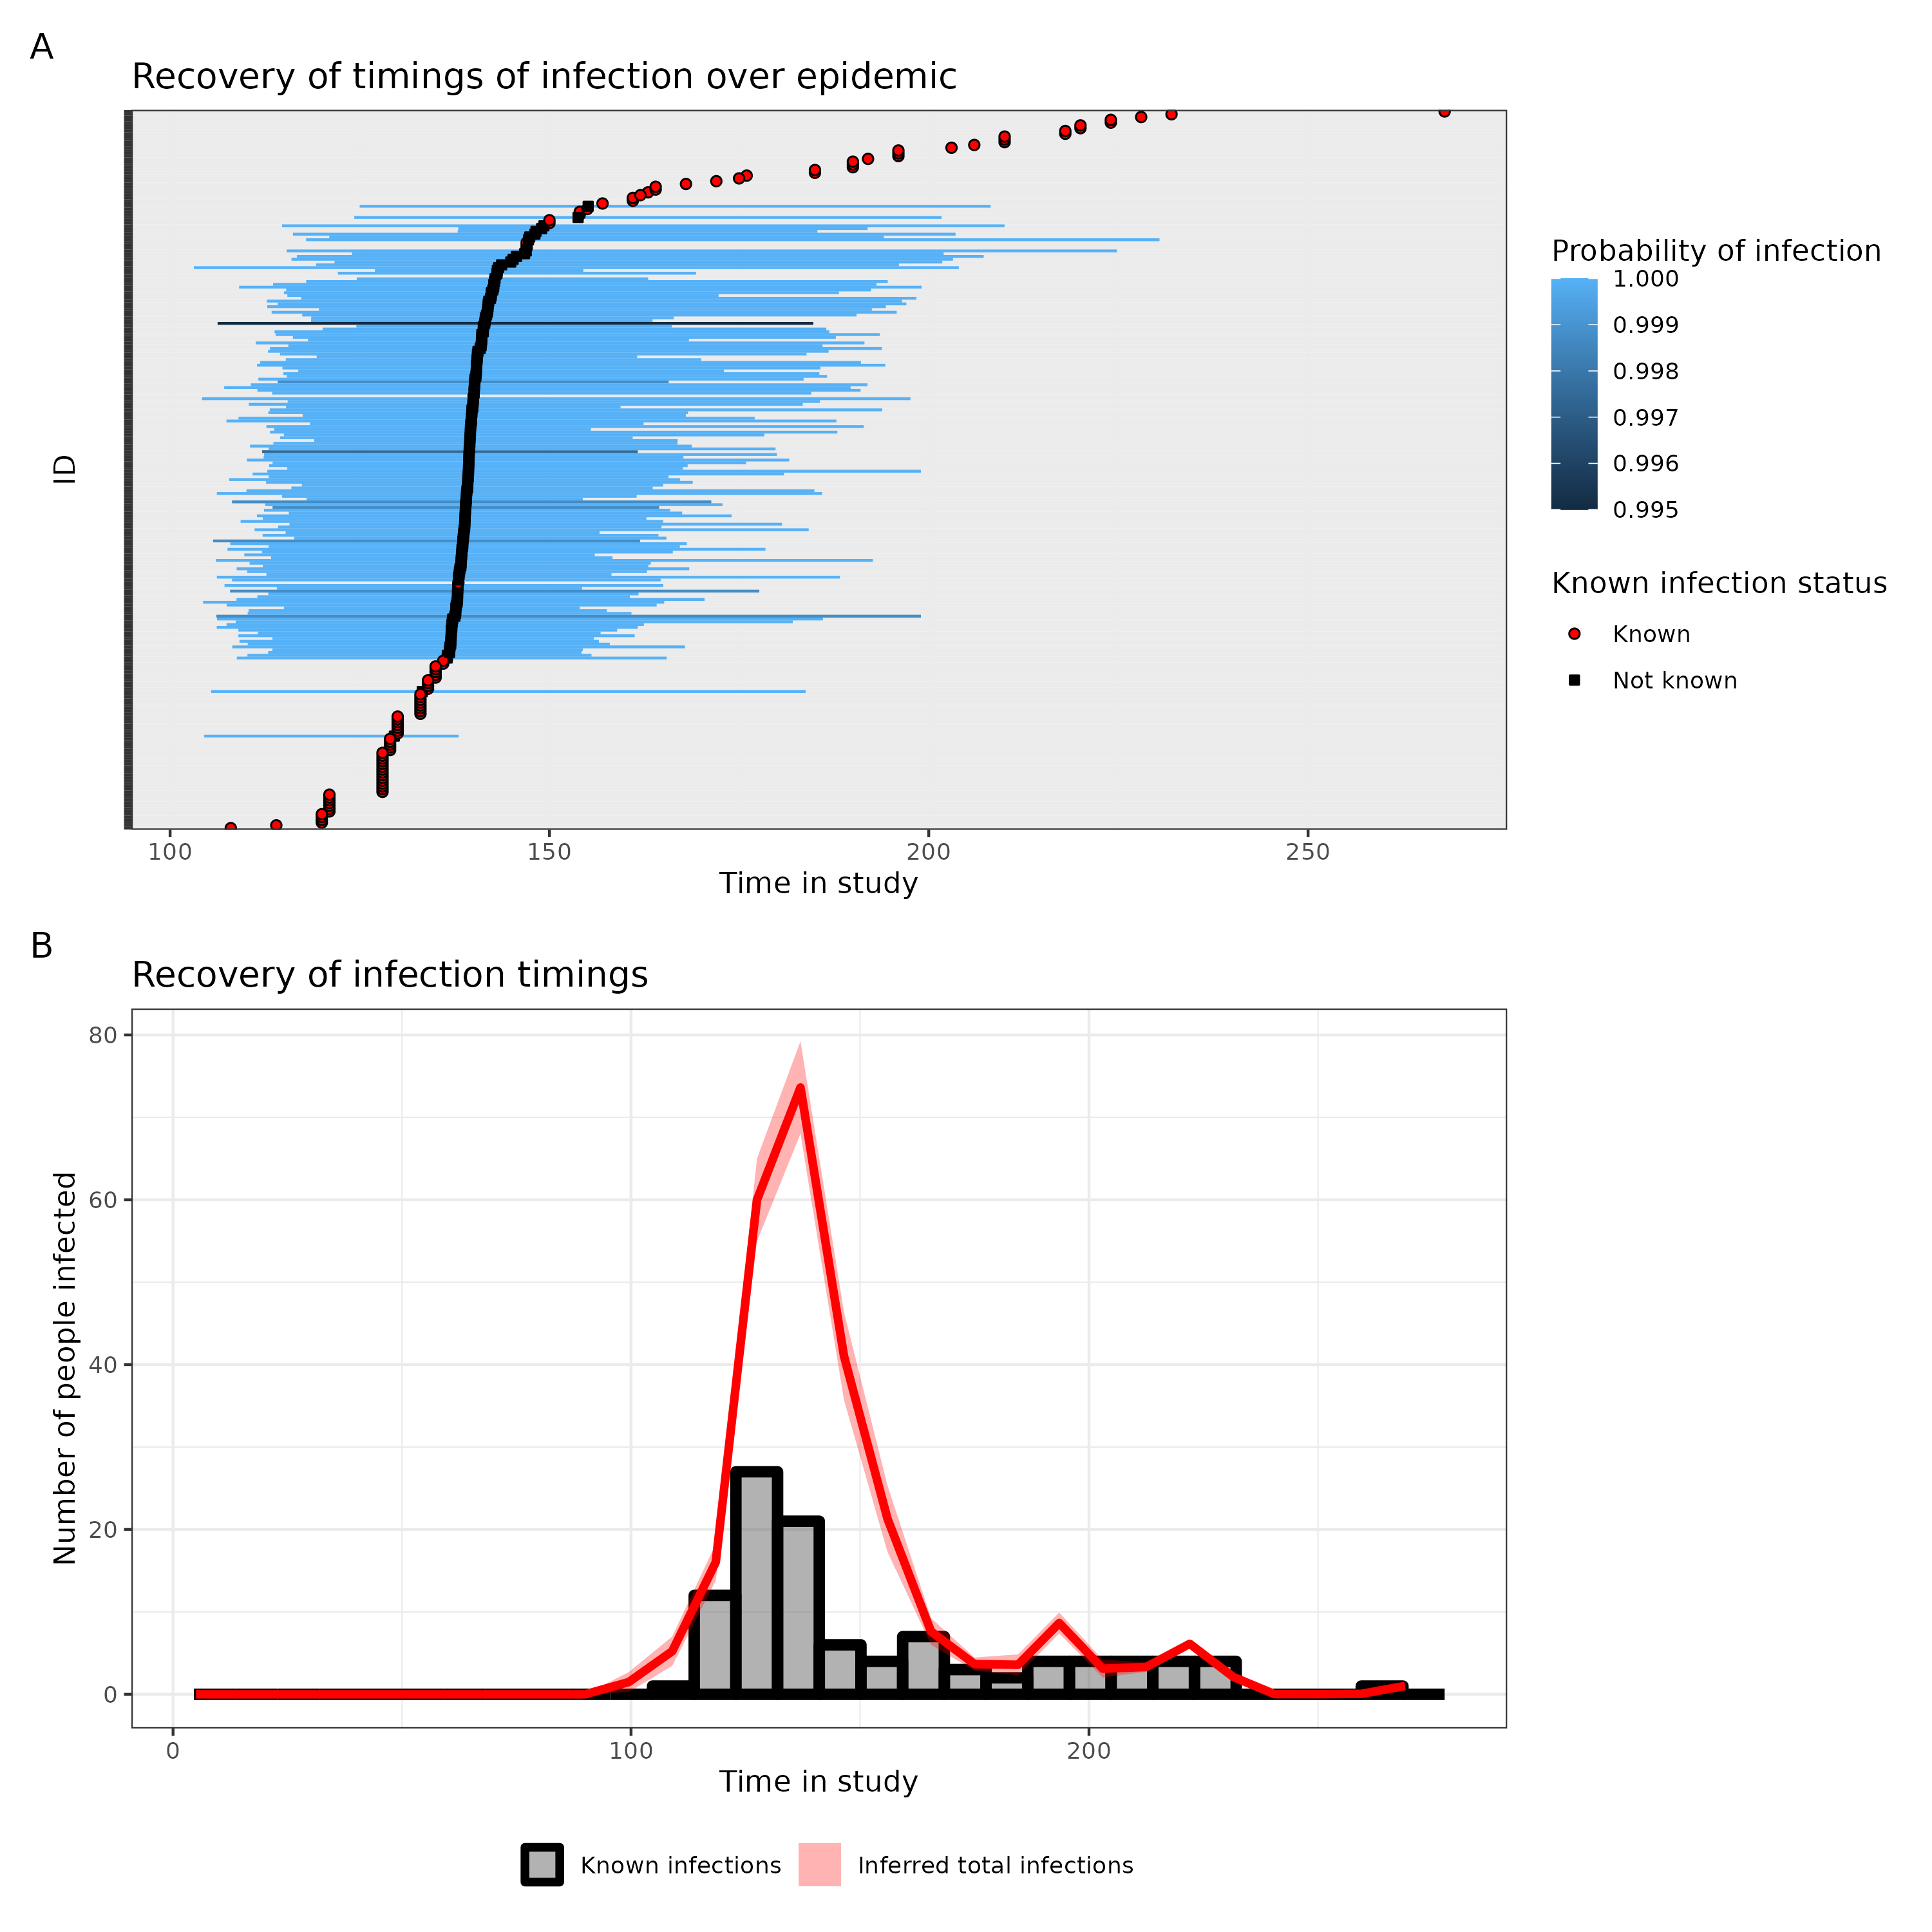 A
Recovery of timings of infection over epidemic
ID
100 150 200 250
Time in study
Probability of infection
1.000
0.999
0.998
0.997
0.996
0.995
Known infection status
Known
Not known
B
Recovery of infection timings
Number of people infected
80
60
40
20
0
0 100 200
Time in study
Known infections Inferred total infections